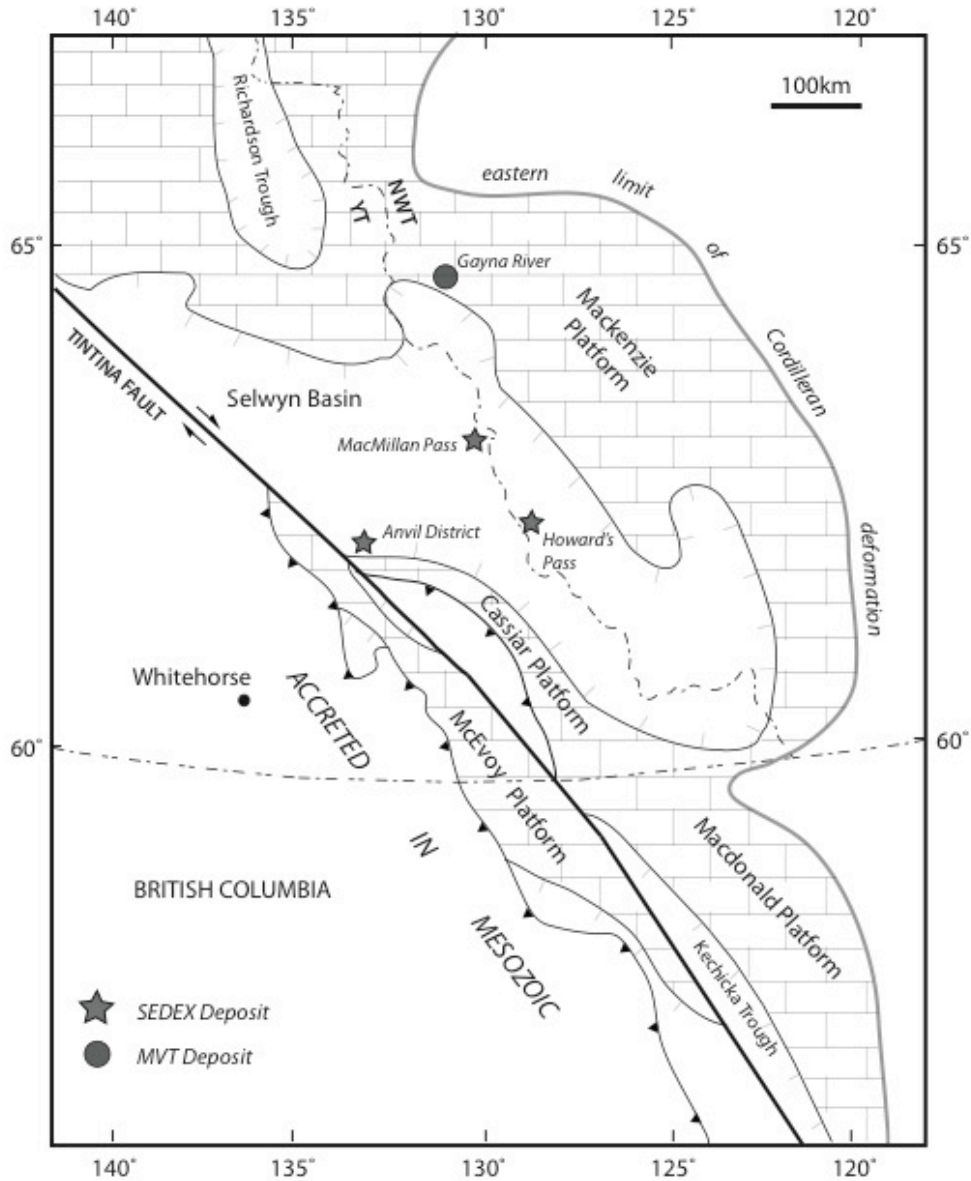 140° 135° 130° 125° 120°
100km
Richardson Trough
eastern limit of Cordilleran deformation
YT
NWT
65°
65°
Gayna River
Mackenzie
Platform
TINTINA FAULT
Selwyn Basin
MacMillan Pass
Anvil District
Howard's
Pass
Cassiar Platform
Whitehorse
ACCRETED
IN
MESOZOIC
McEvoy
Platform
60°
60°
Macdonald Platform
BRITISH COLUMBIA
Kechicka Trough
SEDEX Deposit
MVT Deposit
140° 135° 130° 125° 120°